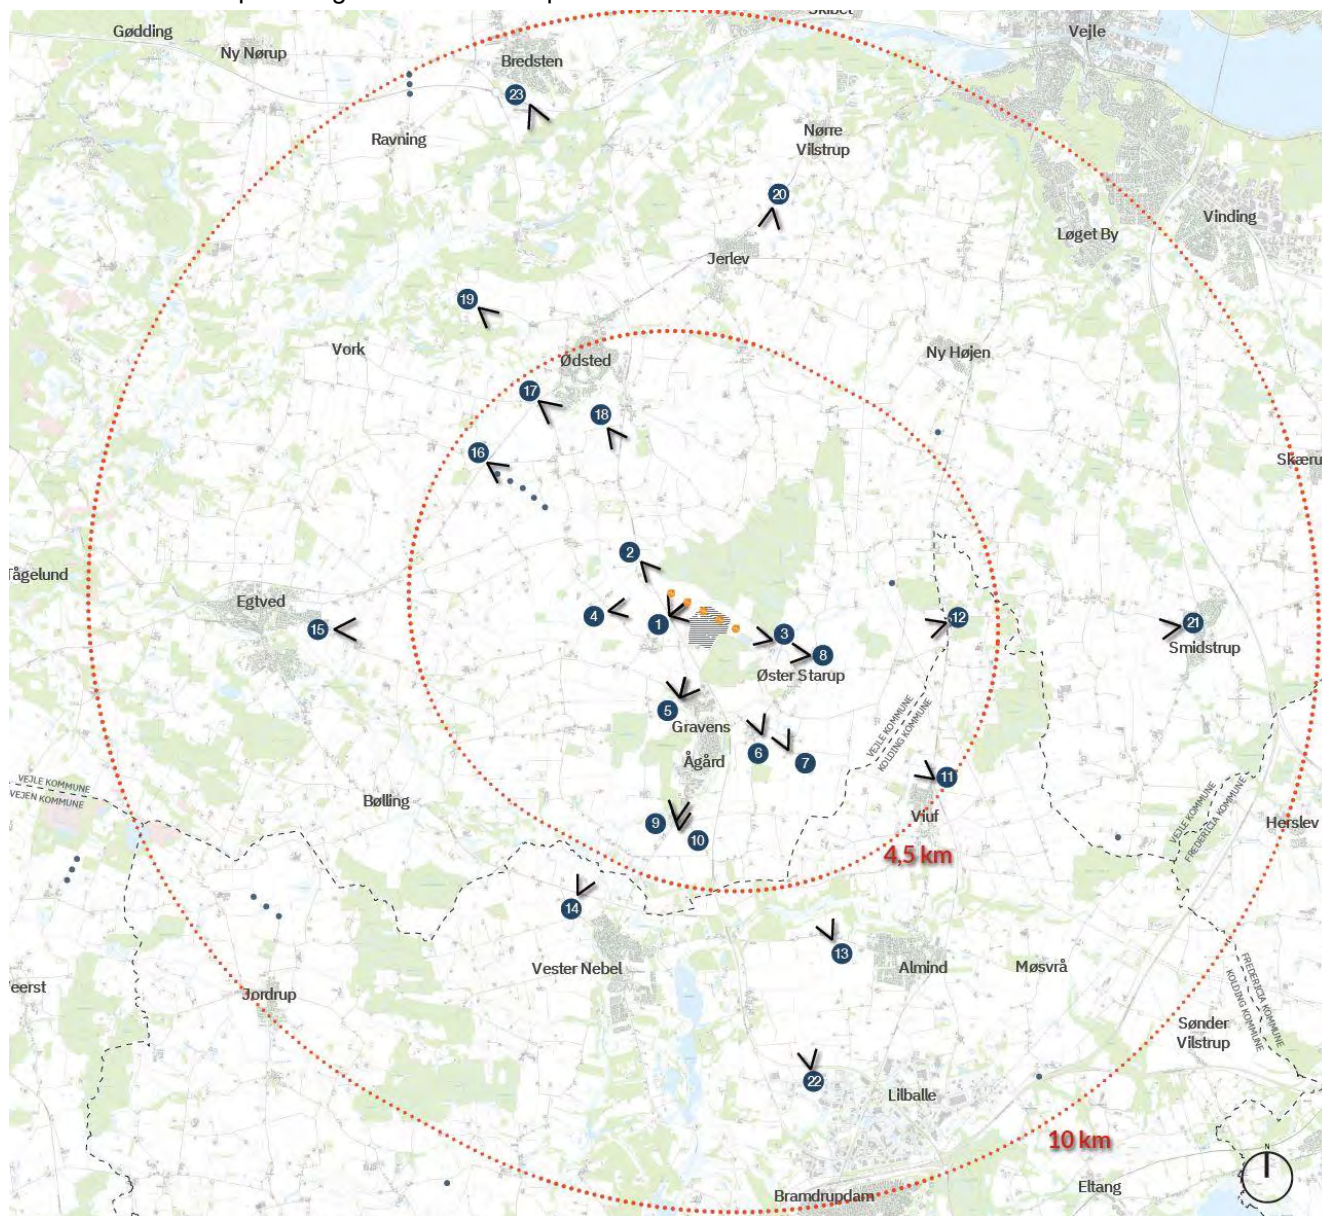 Skibet
Gødding
Vejle
Ny Nørup
Bredsten
23
Ravning
Nørre
Vilstrup
20
Vinding
Løget By
Jerlev
19
Vork
Ødsted
Ny Højen
17
18
16
Skæru
2
Tågelund
Egtved
4
1
12
21
15
3
8
Smidstrup
Øster Starup
5
Gravens
VEJLE KOMMUNE
KOLDING KOMMUNE
6
7
Ågård
11
VEJLE KOMMUNE
VEJEN KOMMUNE
Bølling
Viuf
VEJLE KOMMUNE
FREDERICIA KOMMUNE
Herslev
9
10
4,5 km
14
13
Vester Nebel
Almind
Møsvrå
FREDERICIA KOMMUNE
KOLDING KOMMUNE
eerst
Jordrup
Sønder
Vilstrup
22
Lilballe
10 km
N
Eltang
Bramdrupdam